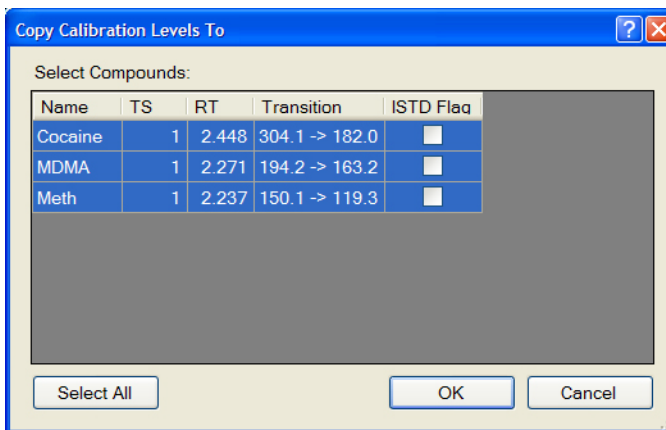 Copy Calibration Levels To
Select Compounds:
Name TS RT Transition ISTD Flag
Cocaine 1 2.448 304.1 -> 182.0
MDMA 1 2.271 194.2 -> 163.2
Meth 1 2.237 150.1 -> 119.3
Select All OK Cancel